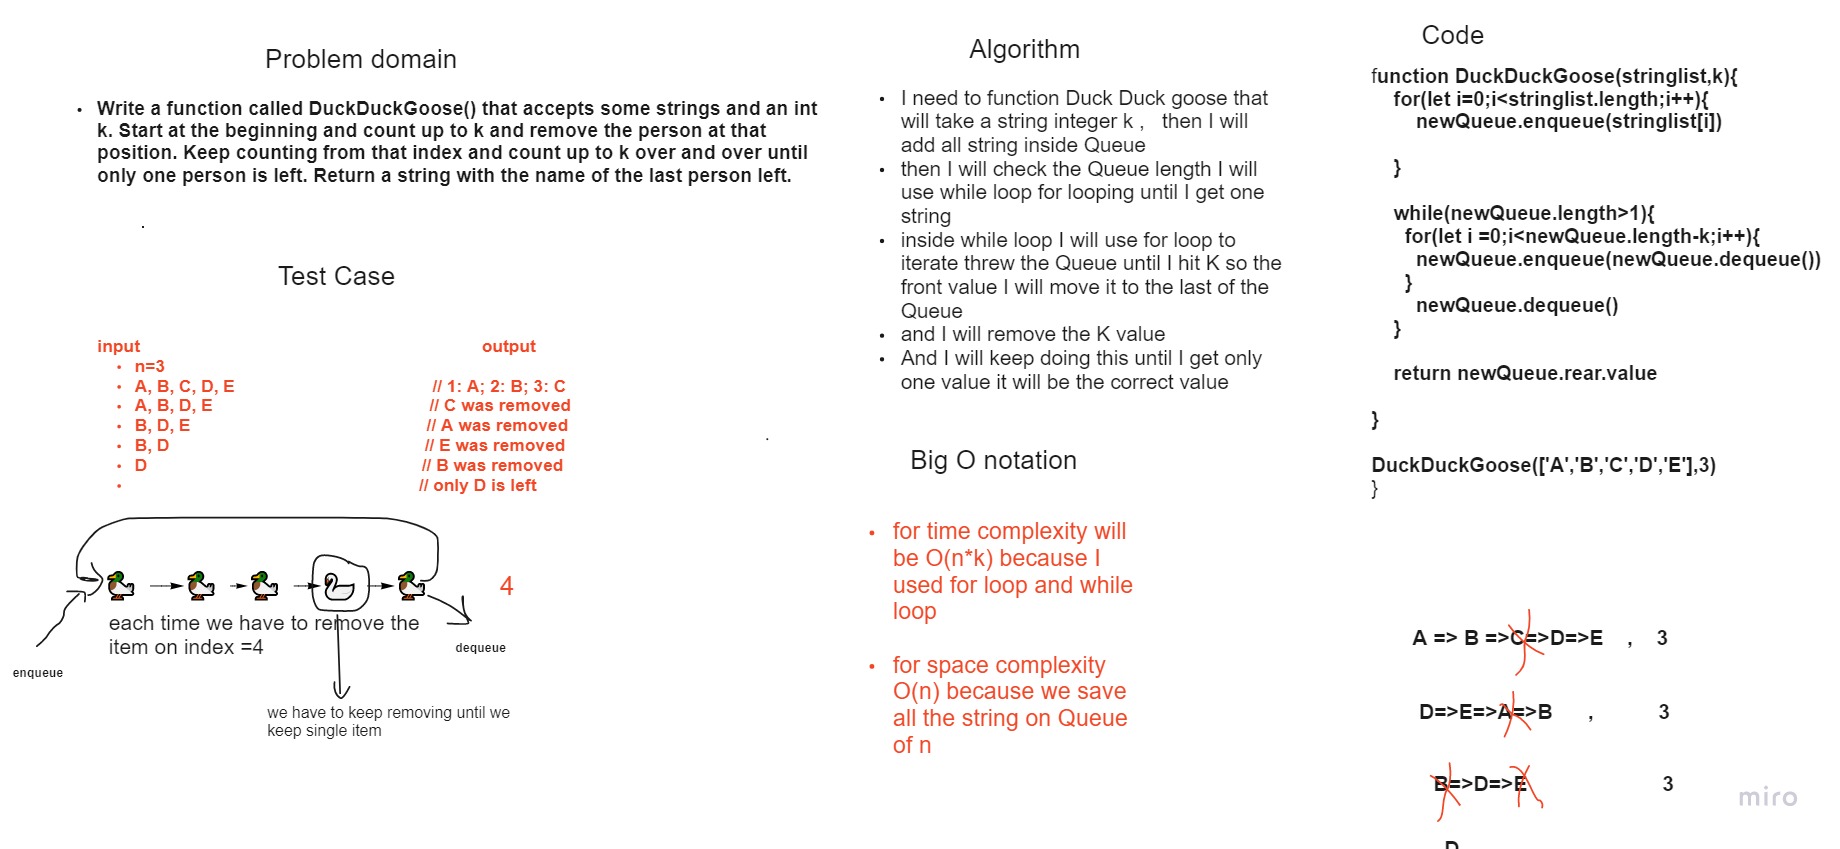 Problem domain
• Write a function called DuckDuckGoose() that accepts some strings and an int
k. Start at the beginning and count up to k and remove the person at that
position. Keep counting from that index and count up to k over and over until
only one person is left. Return a string with the name of the last person left.
Test Case
input output
• n=3
• A, B, C, D, E // 1: A; 2: B; 3: C
• A, B, D, E // C was removed
• B, D, E // A was removed
• B, D // E was removed
• D // B was removed
• // only D is left
4
each time we have to remove the
item on index =4
dequeue
enqueue
we have to keep removing until we
keep single item
Algorithm
• I need to function Duck Duck goose that
will take a string integer k , then I will
add all string inside Queue
• then I will check the Queue length I will
use while loop for looping until I get one
string
• inside while loop I will use for loop to
iterate threw the Queue until I hit K so the
front value I will move it to the last of the
Queue
• and I will remove the K value
• And I will keep doing this until I get only
one value it will be the correct value
Big O notation
• for time complexity will
be O(n*k) because I
used for loop and while
loop
• for space complexity
O(n) because we save
all the string on Queue
of n
Code
function DuckDuckGoose(stringlist,k){
for(let i=0;i<stringlist.length;i++){
newQueue.enqueue(stringlist[i])
}
while(newQueue.length>1){
for(let i =0;i<newQueue.length-k;i++){
newQueue.enqueue(newQueue.dequeue())
}
newQueue.dequeue()
}
return newQueue.rear.value
}
DuckDuckGoose(['A','B','C','D','E'],3)
}
A => B =>C=>D=>E , 3
D=>E=>A=>B , 3
B=>D=>E 3
D
miro